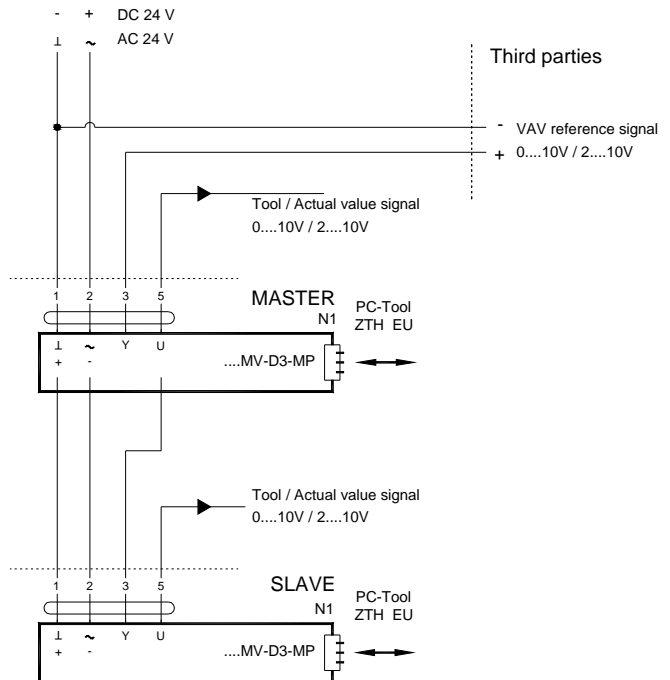 - + DC 24 V
⊥ ~ AC 24 V
Third parties
- VAV reference signal
+ 0....10V / 2....10V
Tool / Actual value signal
0....10V / 2....10V
1 2 3 5
MASTER
N1
PC-Tool
ZTH EU
⊥ ~ Y U
+ -
....MV-D3-MP
Tool / Actual value signal
0....10V / 2....10V
1 2 3 5
SLAVE
N1
PC-Tool
ZTH EU
⊥ ~ Y U
+ -
....MV-D3-MP